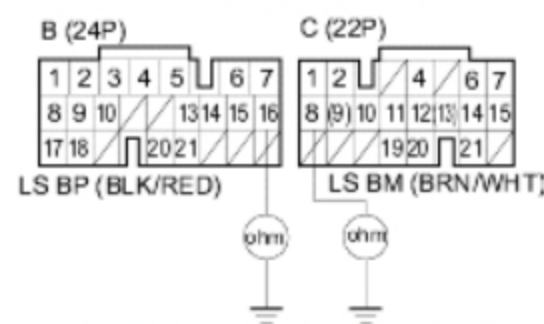 B (24P)
C (22P)
1 2 3 4 5 6 7
8 9 10 13 14 15 16
17 18 20 21
1 2 4 6 7
8 (9) 10 11 12 (13) 14 15
19 20 21
LS BP (BLK/RED)
LS BM (BRN/WHT)
ohm
ohm